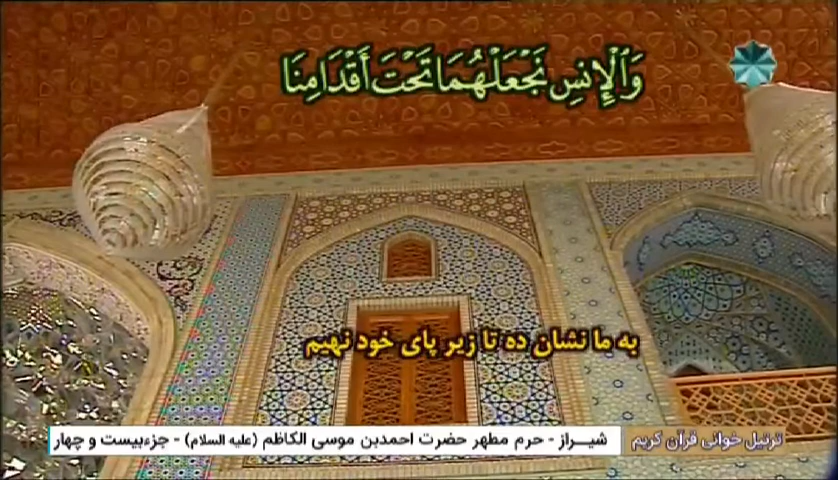 وَٱلْإِنسِ نَجْعَلْهُمَا تَحْتَ أَقْدَامِنَا
به ما نشان ده تا زیر پای خود نهیم
ترتیل خوانی قرآن کریم
شیـراز - حرم مطهر حضرت احمدبن موسی الکاظم (علیه السلام) - جزءبیست و چهار